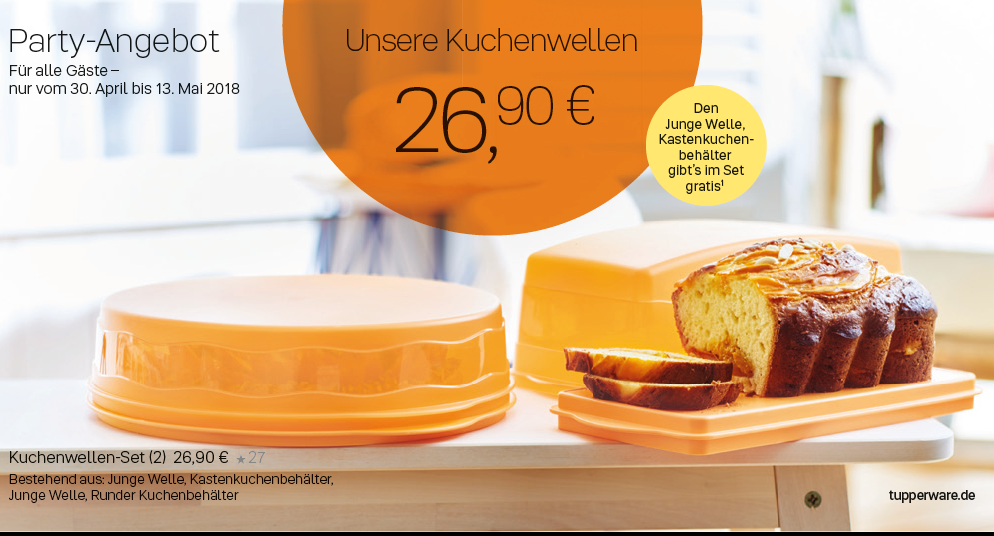 Party-Angebot
Für alle Gäste –
nur vom 30. April bis 13. Mai 2018
Unsere Kuchenwellen
26,90 €
Den
Junge Welle,
Kastenkuchen-
behälter
gibt's im Set
gratis¹
Kuchenwellen-Set (2) 26,90 € ★27
Bestehend aus: Junge Welle, Kastenkuchenbehälter,
Junge Welle, Runder Kuchenbehälter
tupperware.de